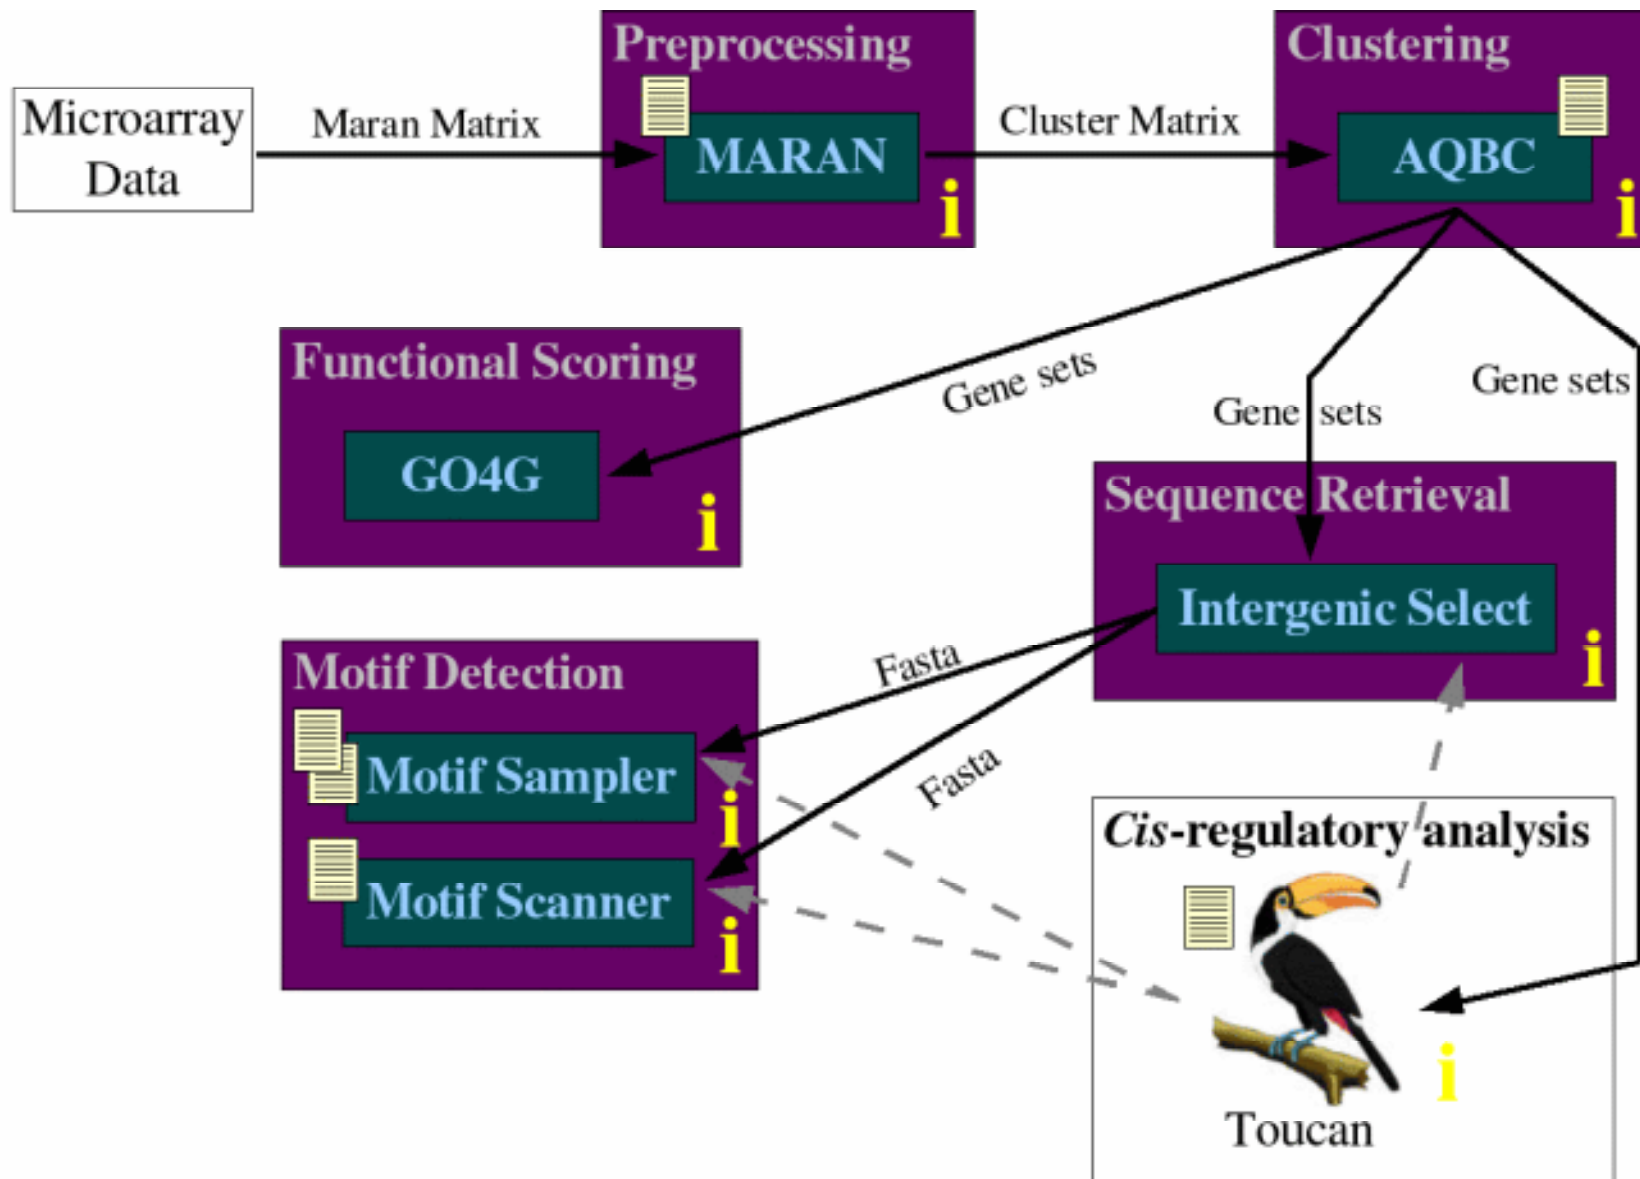 Preprocessing
Clustering
Microarray
Data
Maran Matrix
MARAN
i
Cluster Matrix
AQBC
i
Functional Scoring
GO4G
i
Gene sets
Gene sets
Gene sets
Sequence Retrieval
Intergenic Select
i
Motif Detection
Fasta
Motif Sampler
i
Fasta
Motif Scanner
i
Cis-regulatory analysis
i
Toucan